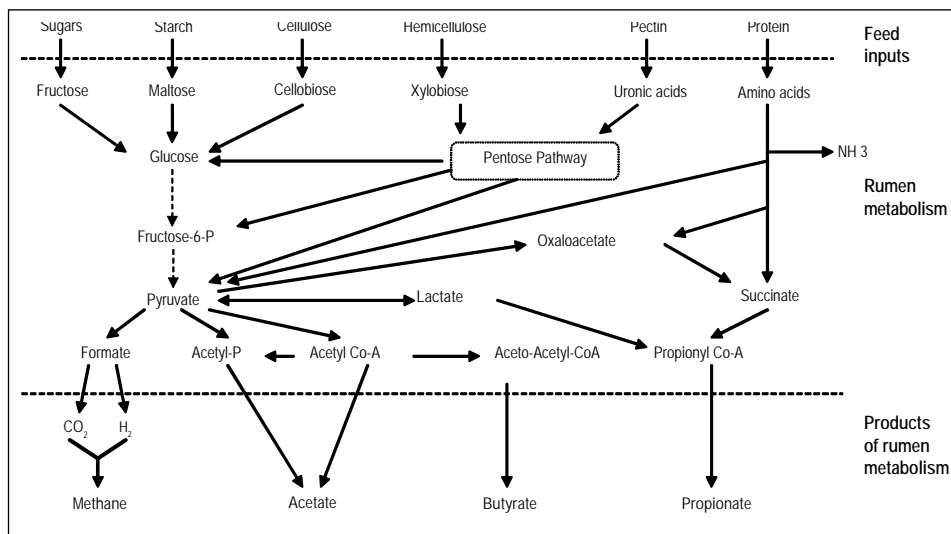 Sugars Starch Cellulose Hemicellulose Pectin Protein
Feed
inputs
Fructose Maltose Cellobiose Xylobiose Uronic acids Amino acids
Glucose Pentose Pathway NH 3
Rumen
metabolism
Fructose-6-P Oxaloacetate
Pyruvate Lactate Succinate
Formate Acetyl-P Acetyl Co-A Aceto-Acetyl-CoA Propionyl Co-A
Products
of rumen
metabolism
CO2 H2
Methane Acetate Butyrate Propionate